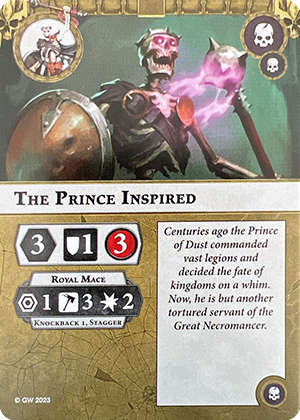 The Prince Inspired
3 1 3
Royal Mace
1 3 2
Knockback 1, Stagger
Centuries ago the Prince
of Dust commanded
vast legions and
decided the fate of
kingdoms on a whim.
Now, he is but another
tortured servant of the
Great Necromancer.
© GW 2023